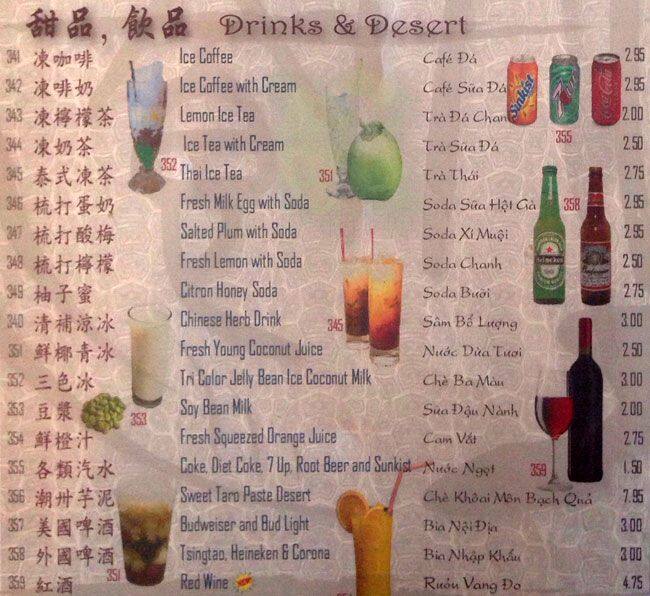 甜品, 飲品 Drinks & Desert
341 凍咖啡 Ice Coffee Café Đá 2.95
342 凍啡奶 Ice Coffee with Cream Café Sữa Đá 2.95
343 凍檸檬茶 Lemon Ice Tea Trà Đá Chanh 2.00
344 凍奶茶 Ice Tea with Cream Trà Sữa Đá 2.50
345 泰式凍茶 Thai Ice Tea Trà Thái 2.75
346 梳打蛋奶 Fresh Milk Egg with Soda Soda Sữa Hột Gà 2.75
347 梳打酸梅 Salted Plum with Soda Soda Xí Muội 2.50
348 梳打檸檬 Fresh Lemon with Soda Soda Chanh 2.50
349 柚子蜜 Citron Honey Soda Soda Bưởi 2.75
340 清補涼冰 Chinese Herb Drink Sâm Bổ Lượng 3.00
351 鮮椰青冰 Fresh Young Coconut Juice Nước Dừa Tươi 2.50
352 三色冰 Tri Color Jelly Bean Ice Coconut Milk Chè Ba Màu 3.00
353 豆漿 Soy Bean Milk Sữa Đậu Nành 2.00
354 鮮橙汁 Fresh Squeezed Orange Juice Cam Vắt 2.75
355 各類汽水 Coke, Diet Coke, 7 Up, Root Beer and Sunkist Nước Ngọt 1.50
356 潮州芋泥 Sweet Taro Paste Desert Chè Khôai Môn Bạch Quả 7.95
357 美國啤酒 Budweiser and Bud Light Bia Nội Địa 3.00
358 外國啤酒 Tsingtao, Heineken & Corona Bia Nhập Khẩu 3.00
359 紅酒 Red Wine NEW Rượu Vang Đỏ 4.75
352
351
355
358
345
353
359
351
Sunkist
7
Coca-Cola
Heineken
Budweiser